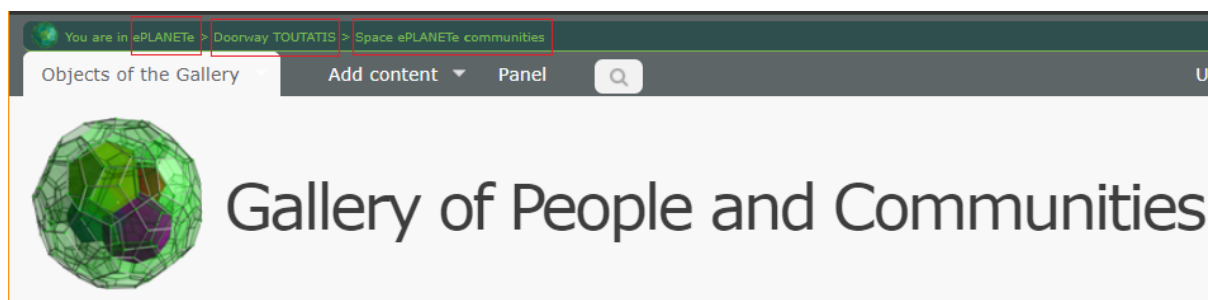 You are in ePLANETe > Doorway TOUTATIS > Space ePLANETe communities
Objects of the Gallery Add content Panel U
Gallery of People and Communities